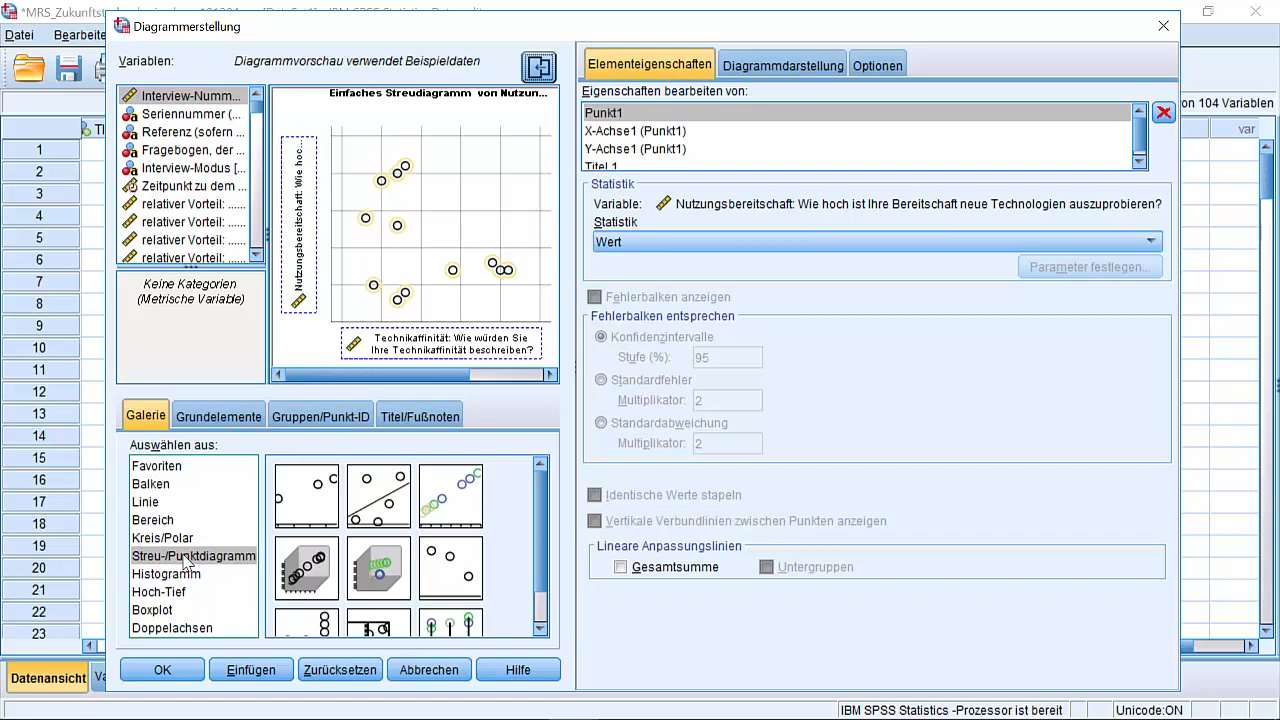 *MRS_Zukunftst
Diagrammerstellung
Datei
Bearbeite
Variablen:
Diagrammvorschau verwendet Beispieldaten
Interview-Numm...
Seriennummer (...
Referenz (sofern ...
Fragebogen, der ...
Interview-Modus [...
Zeitpunkt zu dem ...
relativer Vorteil: ......
relativer Vorteil: ......
relativer Vorteil: ......
relativer Vorteil: ......
Keine Kategorien
(Metrische Variable)
Einfaches Streudiagramm von Nutzun...
Nutzungsbereitschaft: Wie hoc...
Technikaffinität: Wie würden Sie
Ihre Technikaffinität beschreiben?
Galerie
Grundelemente
Gruppen/Punkt-ID
Titel/Fußnoten
Auswählen aus:
Favoriten
Balken
Linie
Bereich
Kreis/Polar
Streu-/Punktdiagramm
Histogramm
Hoch-Tief
Boxplot
Doppelachsen
OK
Einfügen
Zurücksetzen
Abbrechen
Hilfe
Elementeigenschaften
Diagrammdarstellung
Optionen
Eigenschaften bearbeiten von:
Punkt1
X-Achse1 (Punkt1)
Y-Achse1 (Punkt1)
Titel 1
Statistik
Variable:
Nutzungsbereitschaft: Wie hoch ist Ihre Bereitschaft neue Technologien auszuprobieren?
Statistik
Wert
Parameter festlegen...
Fehlerbalken anzeigen
Fehlerbalken entsprechen
Konfidenzintervalle
Stufe (%):
95
Standardfehler
Multiplikator:
2
Standardabweichung
Multiplikator:
2
Identische Werte stapeln
Vertikale Verbundlinien zwischen Punkten anzeigen
Lineare Anpassungslinien
Gesamtsumme
Untergruppen
on 104 Variablen
var
1
2
3
4
5
6
7
8
9
10
11
12
13
14
15
16
17
18
19
20
21
22
23
Datenansicht
IBM SPSS Statistics -Prozessor ist bereit
Unicode:ON